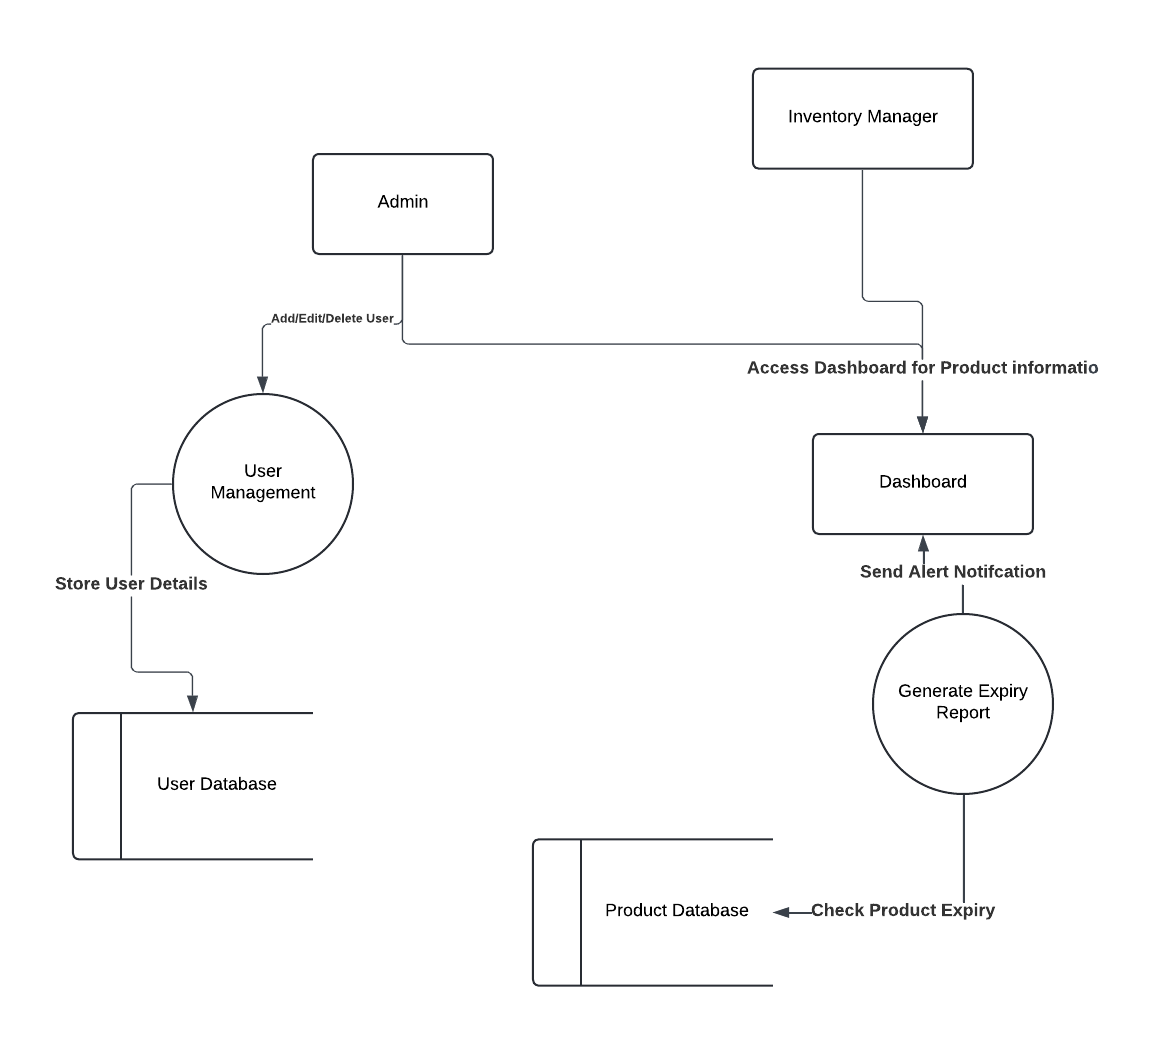 Inventory Manager
Admin
Add/Edit/Delete User
Access Dashboard for Product informatio
User
Management
Dashboard
Store User Details
Send Alert Notifcation
Generate Expiry
Report
User Database
Product Database
Check Product Expiry